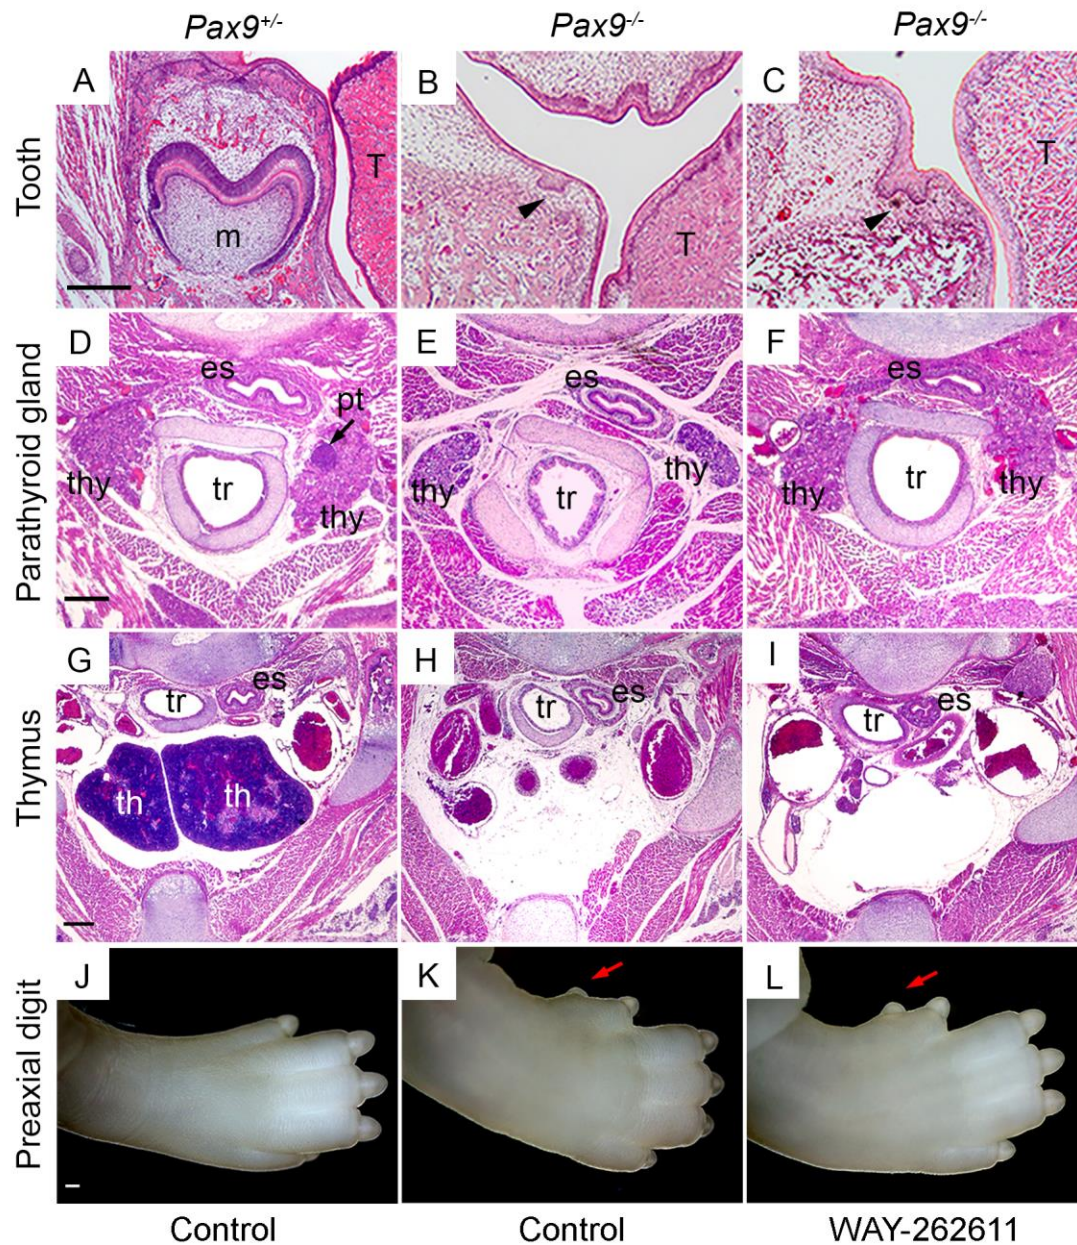 Pax9+/- Pax9-/- Pax9-/-
Tooth
A B C
T
m
T
T
Parathyroid gland
D E F
es es es
pt
thy tr thy
thy tr thy
thy tr thy
Thymus
G H I
tr es
tr es
tr es
th th
Preaxial digit
J K L
Control Control WAY-262611